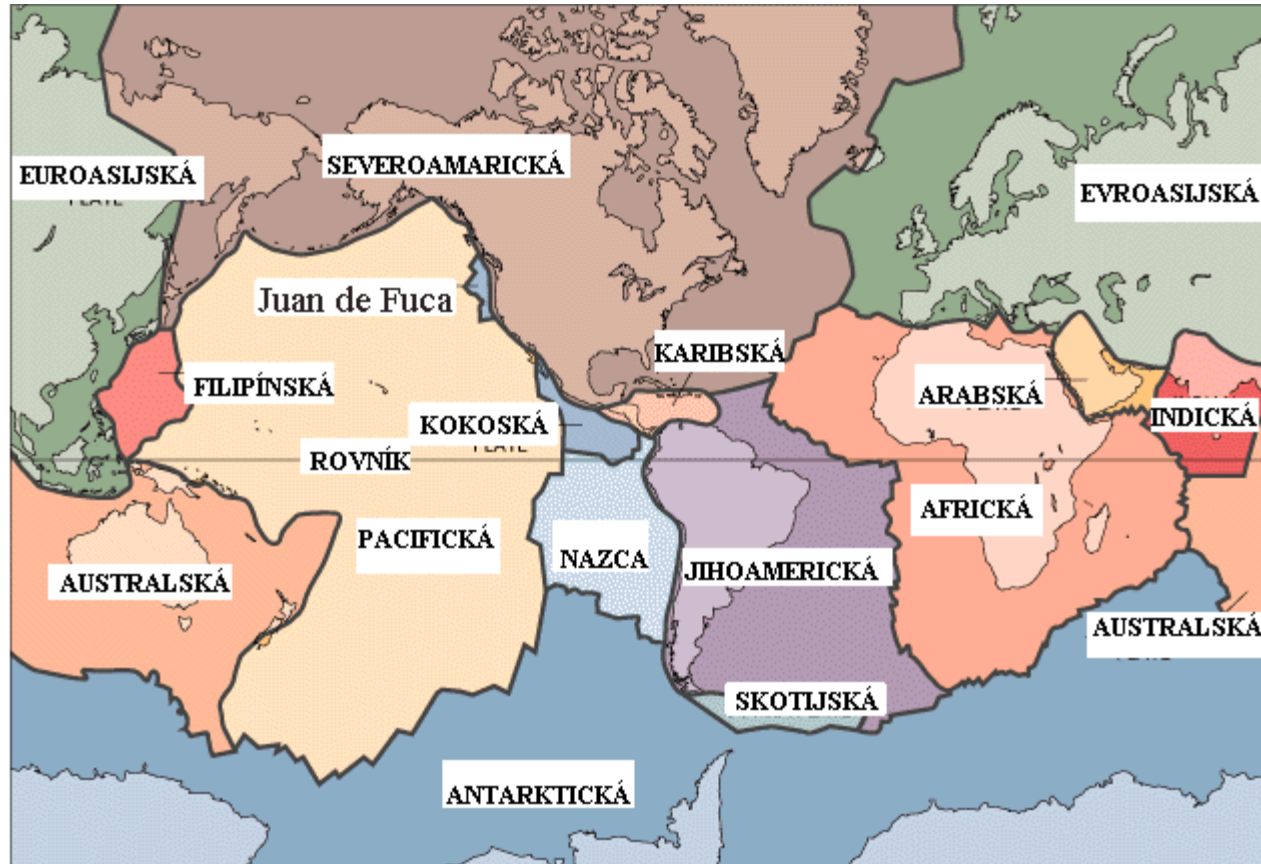 EUROASIJSKÁ
SEVEROAMARICKÁ
EVROASIJSKÁ
Juan de Fuca
KARIBSKÁ
FILIPÍNSKÁ
ARABSKÁ
KOKOSKÁ
INDICKÁ
ROVNÍK
AFRICKÁ
PACIFICKÁ
NAZCA
JIHOAMERICKÁ
AUSTRALSKÁ
AUSTRALSKÁ
SKOTIJSKÁ
ANTARKTICKÁ